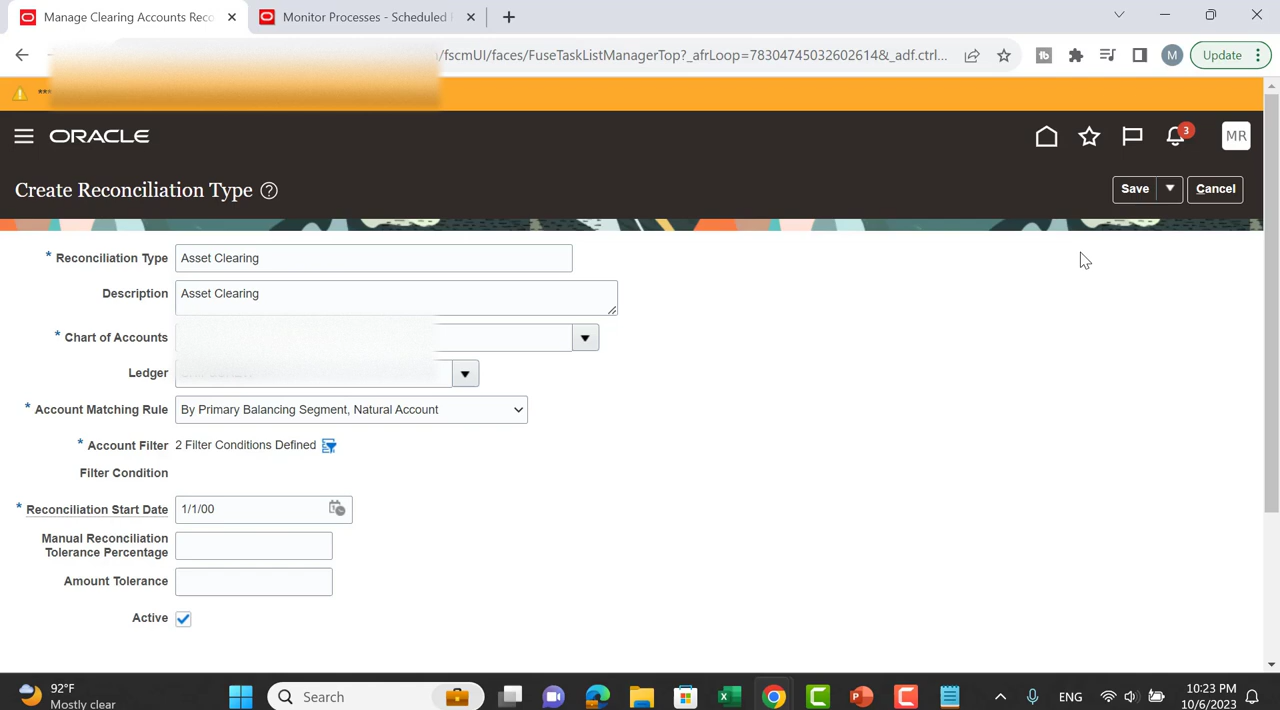 Manage Clearing Accounts Reco
Monitor Processes - Scheduled
/fscmUI/faces/FuseTaskListManagerTop?_afrLoop=78304745032602614&_adf.ctrl...
tb
M
Update
***
ORACLE
3
MR
Create Reconciliation Type ?
Save
Cancel
* Reconciliation Type Asset Clearing
Description Asset Clearing
* Chart of Accounts
Ledger
* Account Matching Rule By Primary Balancing Segment, Natural Account
* Account Filter 2 Filter Conditions Defined
Filter Condition
* Reconciliation Start Date 1/1/00
Manual Reconciliation
Tolerance Percentage
Amount Tolerance
Active
92°F
Mostly clear
Search
ENG
10:23 PM
10/6/2023